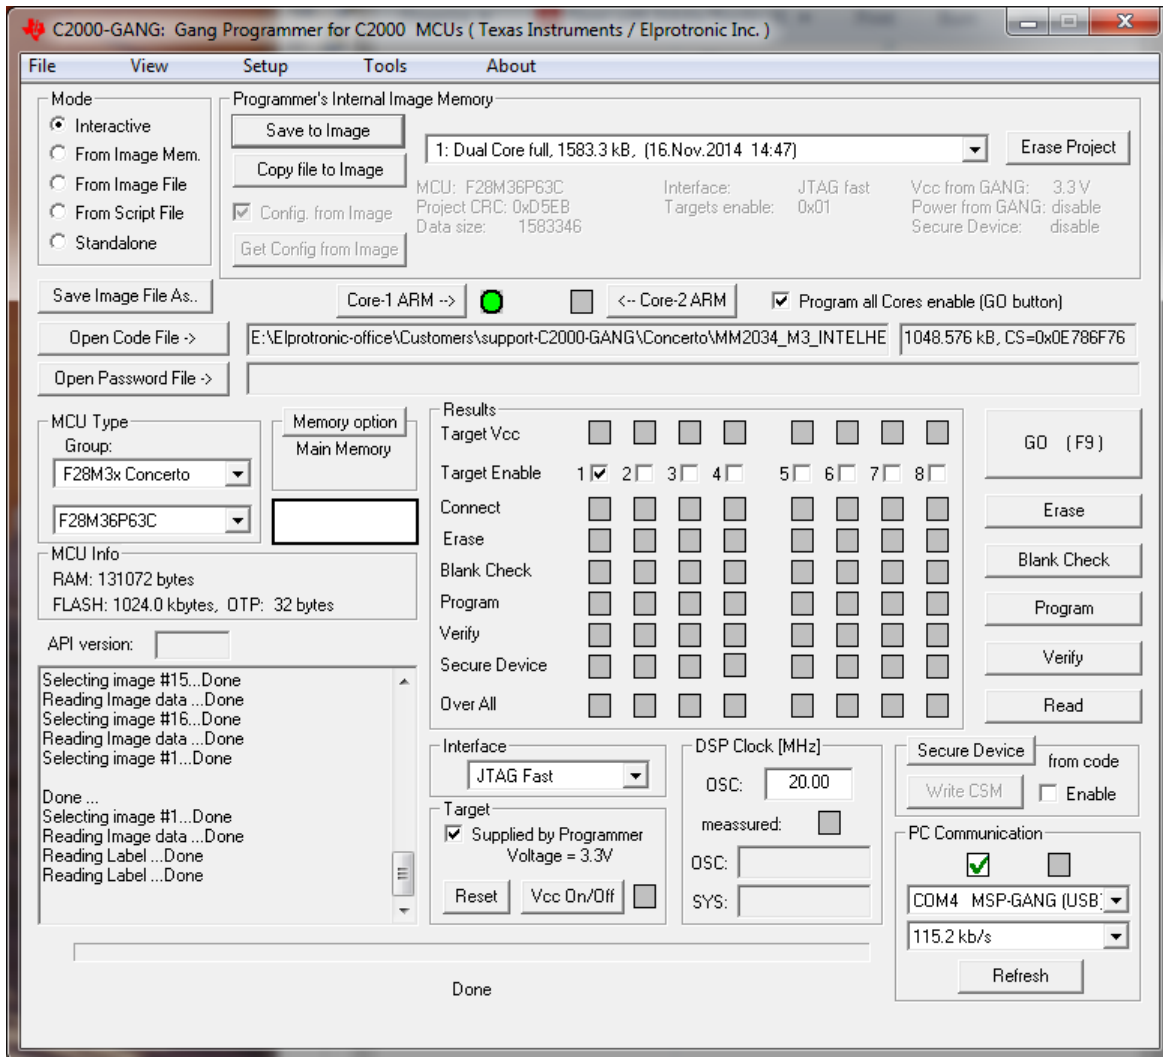 C2000-GANG: Gang Programmer for C2000 MCUs ( Texas Instruments / Elprotronic Inc. )
File View Setup Tools About
Mode
Interactive
From Image Mem.
From Image File
From Script File
Standalone
Programmer's Internal Image Memory
Save to Image
Copy file to Image
Config. from Image
Get Config from Image
1: Dual Core full, 1583.3 kB, (16.Nov.2014 14:47)
Erase Project
MCU: F28M36P63C Interface: JTAG fast Vcc from GANG: 3.3 V
Project CRC: 0xD5EB Targets enable: 0x01 Power from GANG: disable
Data size: 1583346 Secure Device: disable
Save Image File As..
Core-1 ARM -->
<-- Core-2 ARM
Program all Cores enable (GO button)
Open Code File ->
E:\Elprotronic-office\Customers\support-C2000-GANG\Concerto\MM2034_M3_INTELHE
1048.576 kB, CS=0x0E786F76
Open Password File ->
MCU Type
Group:
F28M3x Concerto
F28M36P63C
Memory option
Main Memory
MCU Info
RAM: 131072 bytes
FLASH: 1024.0 kbytes, OTP: 32 bytes
API version:
Selecting image #15...Done
Reading Image data ...Done
Selecting image #16...Done
Reading Image data ...Done
Selecting image #1...Done
Done ...
Selecting image #1...Done
Reading Image data ...Done
Reading Label ...Done
Reading Label ...Done
Results
Target Vcc
Target Enable 1 2 3 4 5 6 7 8
Connect
Erase
Blank Check
Program
Verify
Secure Device
Over All
GO (F9)
Erase
Blank Check
Program
Verify
Read
Interface
JTAG Fast
Target
Supplied by Programmer
Voltage = 3.3V
Reset
Vcc On/Off
DSP Clock [MHz]
OSC: 20.00
meassured:
OSC:
SYS:
Secure Device
from code
Write CSM
Enable
PC Communication
COM4 MSP-GANG (USB)
115.2 kb/s
Refresh
Done